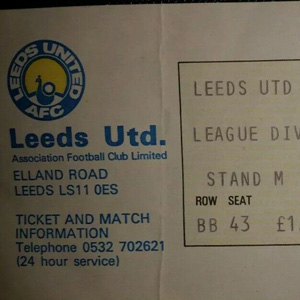 LEEDS UNITED
AFC
Leeds Utd.
Association Football Club Limited
ELLAND ROAD
LEEDS LS11 0ES
TICKET AND MATCH
INFORMATION
Telephone 0532 702621
(24 hour service)
LEEDS UTD
LEAGUE DIV
STAND M
ROW SEAT
BB 43 £1